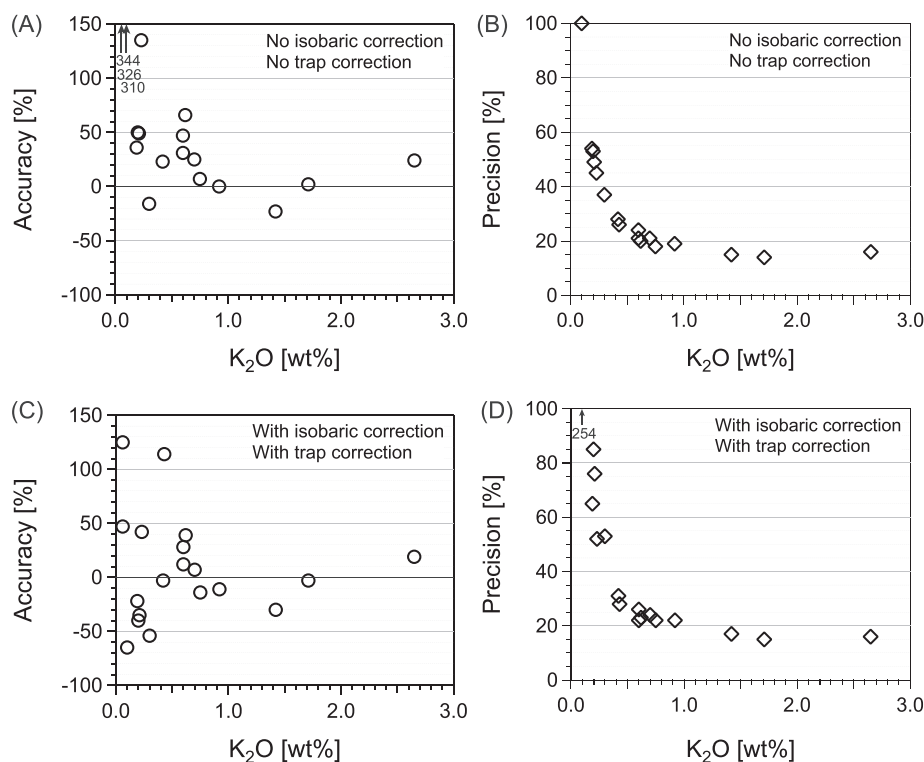 (A)
150
100
50
0
-50
-100
Accuracy [%]
344
326
310
No isobaric correction
No trap correction
0.0 1.0 2.0 3.0
K₂O [wt%]
(B)
100
80
60
40
20
0
Precision [%]
No isobaric correction
No trap correction
0.0 1.0 2.0 3.0
K₂O [wt%]
(C)
150
100
50
0
-50
-100
Accuracy [%]
With isobaric correction
With trap correction
0.0 1.0 2.0 3.0
K₂O [wt%]
(D)
100
80
60
40
20
0
Precision [%]
254
With isobaric correction
With trap correction
0.0 1.0 2.0 3.0
K₂O [wt%]